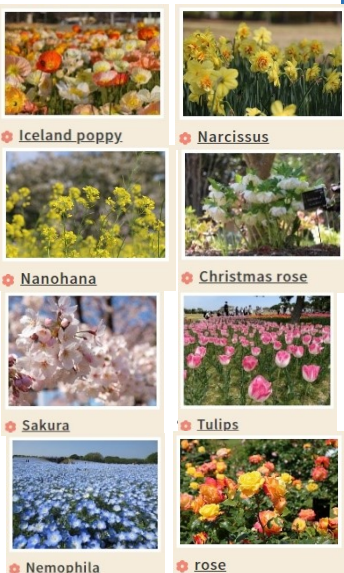 Iceland poppy
Narcissus
Nanohana
Christmas rose
Sakura
Tulips
Nemophila
rose